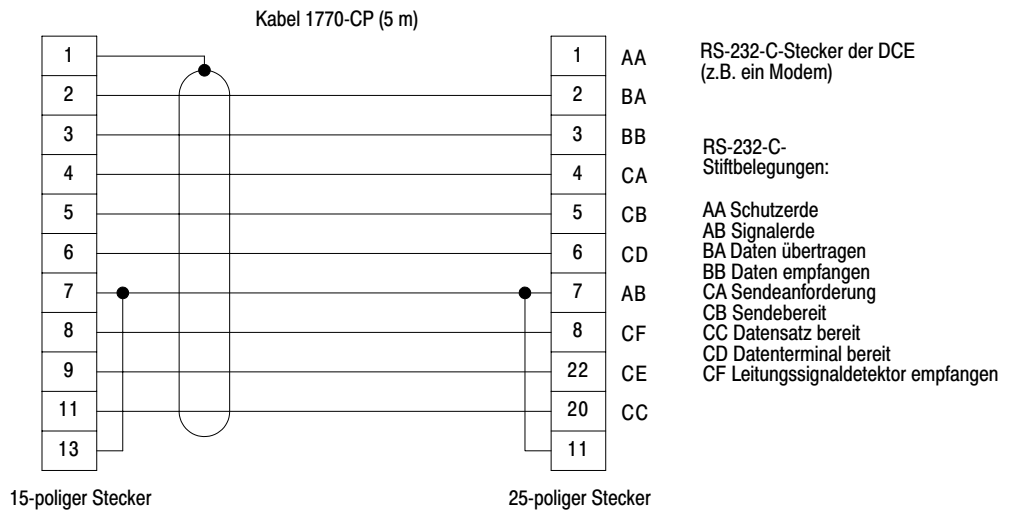 Kabel 1770-CP (5 m)
1 1 AA
2 2 BA
3 3 BB
4 4 CA
5 5 CB
6 6 CD
7 7 AB
8 8 CF
9 22 CE
11 20 CC
13 11
15-poliger Stecker
25-poliger Stecker
RS-232-C-Stecker der DCE
(z.B. ein Modem)
RS-232-C-
Stiftbelegungen:
AA Schutzerde
AB Signalerde
BA Daten übertragen
BB Daten empfangen
CA Sendeanforderung
CB Sendebereit
CC Datensatz bereit
CD Datenterminal bereit
CF Leitungssignaldetektor empfangen